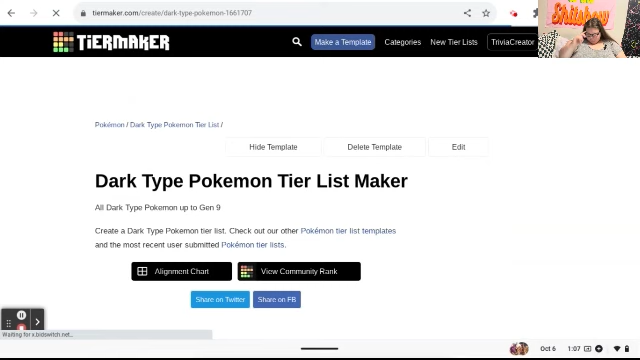 tiermaker.com/create/dark-type-pokemon-1661707
Shitshow
TIERMAKER
Make a Template
Categories
New Tier Lists
TriviaCreator
Pokémon / Dark Type Pokemon Tier List /
Hide Template
Delete Template
Edit
Dark Type Pokemon Tier List Maker
All Dark Type Pokemon up to Gen 9
Create a Dark Type Pokemon tier list. Check out our other Pokémon tier list templates
and the most recent user submitted Pokémon tier lists.
Alignment Chart
View Community Rank
Share on Twitter
Share on FB
Waiting for x.bidswitch.net...
Oct 6
1:07